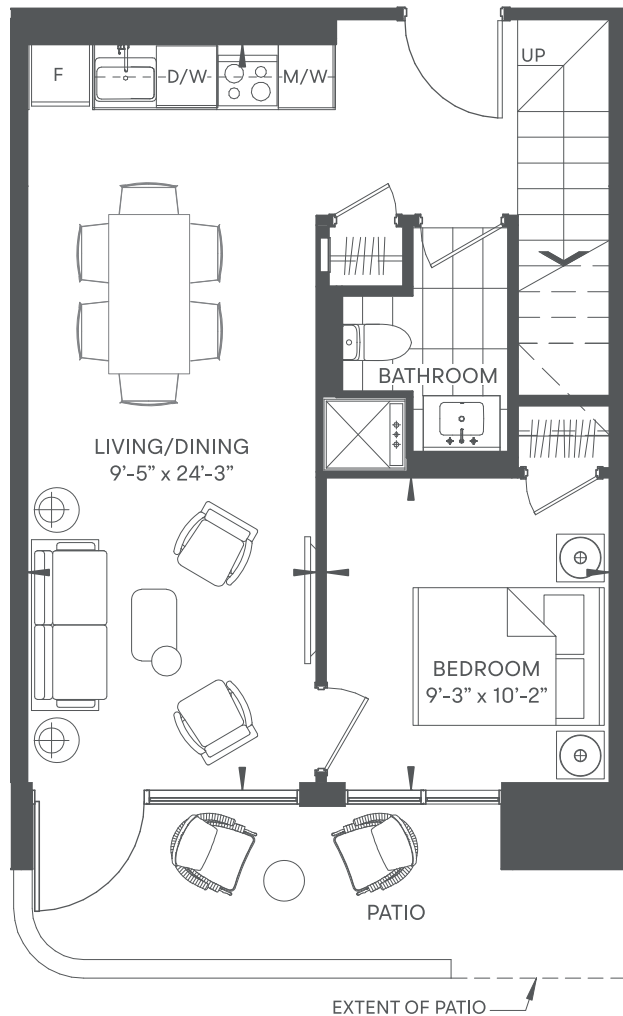 UP
F
D/W
M/W
BATHROOM
LIVING/DINING
9'-5" x 24'-3"
BEDROOM
9'-3" x 10'-2"
PATIO
EXTENT OF PATIO